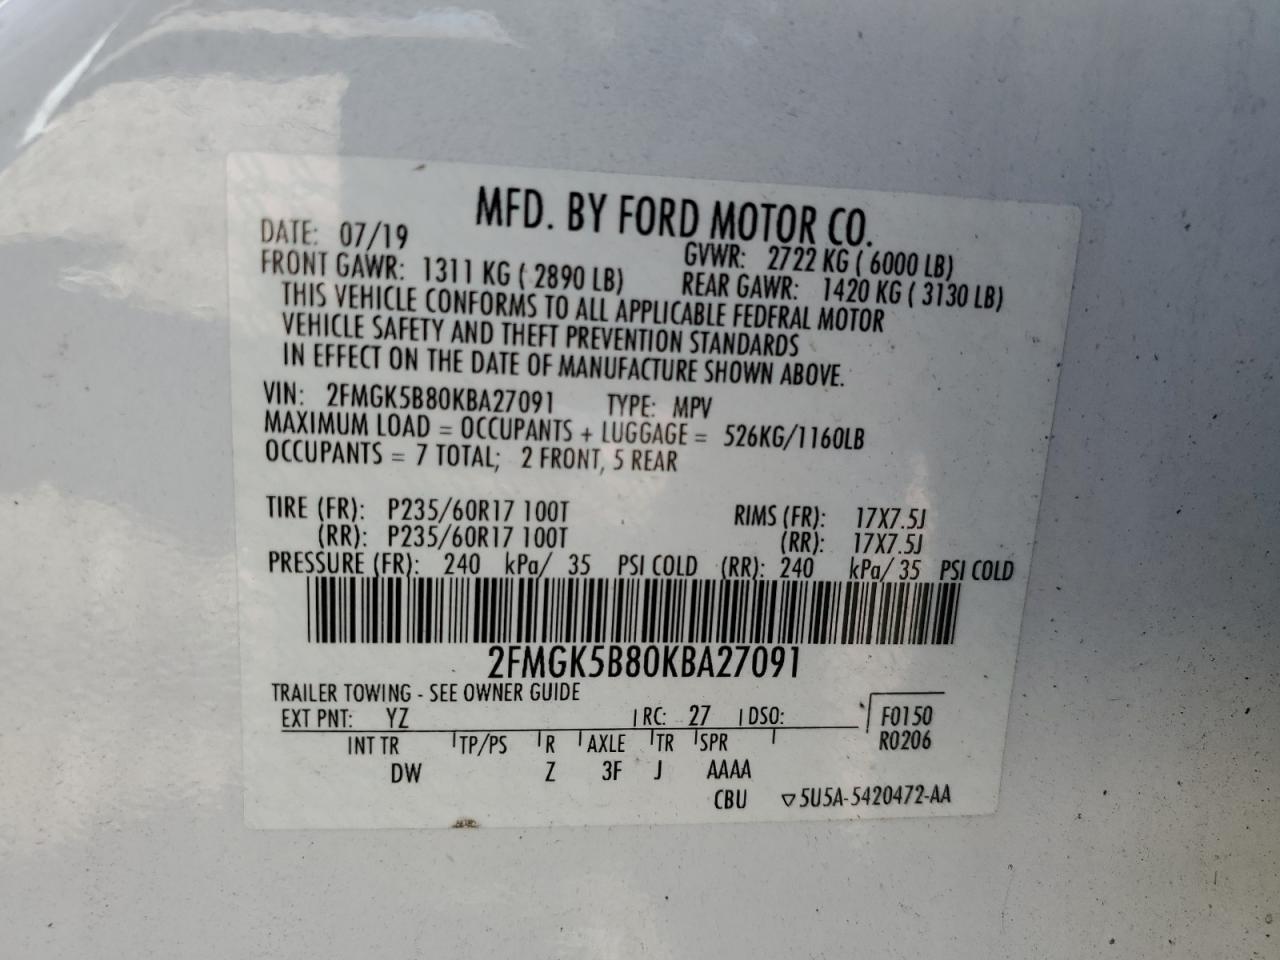 MFD. BY FORD MOTOR CO.
DATE: 07/19 GVWR: 2722 KG ( 6000 LB)
FRONT GAWR: 1311 KG ( 2890 LB) REAR GAWR: 1420 KG ( 3130 LB)
THIS VEHICLE CONFORMS TO ALL APPLICABLE FEDERAL MOTOR
VEHICLE SAFETY AND THEFT PREVENTION STANDARDS
IN EFFECT ON THE DATE OF MANUFACTURE SHOWN ABOVE.
VIN: 2FMGK5B80KBA27091 TYPE: MPV
MAXIMUM LOAD = OCCUPANTS + LUGGAGE = 526KG/1160LB
OCCUPANTS = 7 TOTAL; 2 FRONT, 5 REAR
TIRE (FR): P235/60R17 100T RIMS (FR): 17X7.5J
(RR): P235/60R17 100T (RR): 17X7.5J
PRESSURE (FR): 240 kPa/ 35 PSI COLD (RR): 240 kPa/ 35 PSI COLD
2FMGK5B80KBA27091
TRAILER TOWING - SEE OWNER GUIDE
EXT PNT: YZ RC: 27 DSO: F0150
INT TR TP/PS R AXLE TR SPR R0206
DW Z 3F J AAAA
CBU ▽5U5A-5420472-AA